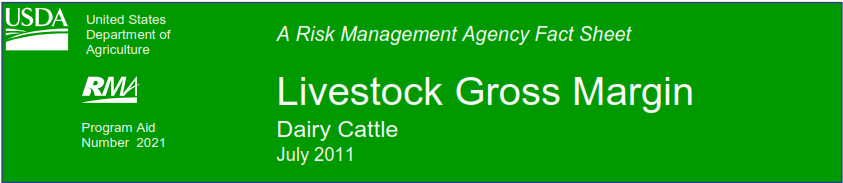 USDA
United States
Department of
Agriculture
RMA
Program Aid
Number 2021
A Risk Management Agency Fact Sheet
Livestock Gross Margin
Dairy Cattle
July 2011